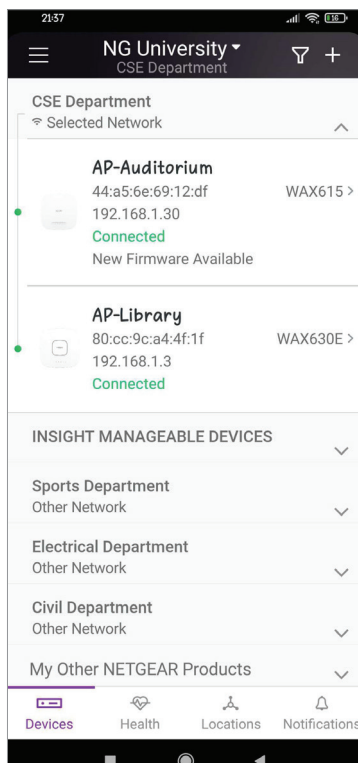 21:37
16
NG University
CSE Department
CSE Department
Selected Network
AP-Auditorium
44:a5:6e:69:12:df WAX615 >
192.168.1.30
Connected
New Firmware Available
AP-Library
80:cc:9c:a4:4f:1f WAX630E >
192.168.1.3
Connected
INSIGHT MANAGEABLE DEVICES
Sports Department
Other Network
Electrical Department
Other Network
Civil Department
Other Network
My Other NETGEAR Products
Devices Health Locations Notifications